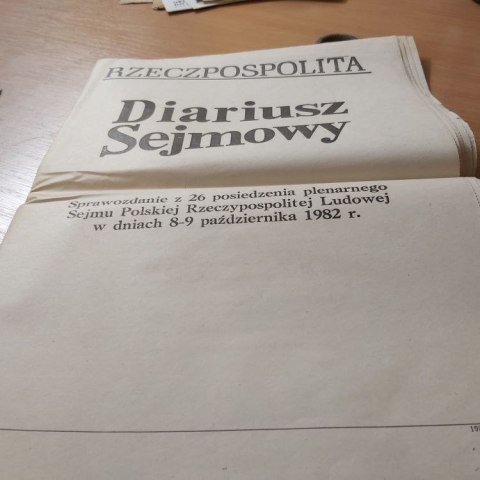 RZECZPOSPOLITA
Diariusz
Sejmowy
Sprawozdanie z 26 posiedzenia plenarnego
Sejmu Polskiej Rzeczypospolitej Ludowej
w dniach 8-9 października 1982 r.